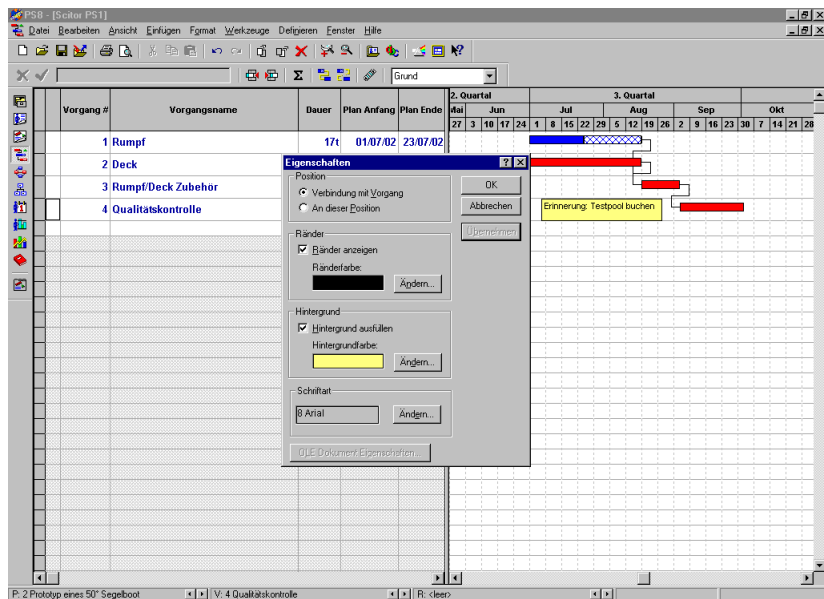 PS8 - [Scitor PS1]
Datei Bearbeiten Ansicht Einfügen Format Werkzeuge Definieren Fenster Hilfe
Grund
2. Quartal 3. Quartal
Mai Jun Jul Aug Sep Okt
27 3 10 17 24 1 8 15 22 29 5 12 19 26 2 9 16 23 30 7 14 21 28
Vorgang # Vorgangsname Dauer Plan Anfang Plan Ende
1 Rumpf 17t 01/07/02 23/07/02
2 Deck
3 Rumpf/Deck Zubehör
4 Qualitätskontrolle
Erinnerung: Testpool buchen
Eigenschaften
Position
Verbindung mit Vorgang
An dieser Position
OK
Abbrechen
Übernehmen
Ränder
Ränder anzeigen
Ränderfarbe:
Ändern...
Hintergrund
Hintergrund ausfüllen
Hintergrundfarbe:
Ändern...
Schriftart
8 Arial
Ändern...
OLE Dokument Eigenschaften...
P: 2 Prototyp eines 50" Segelboot V: 4 Qualitätskontrolle R: <leer>